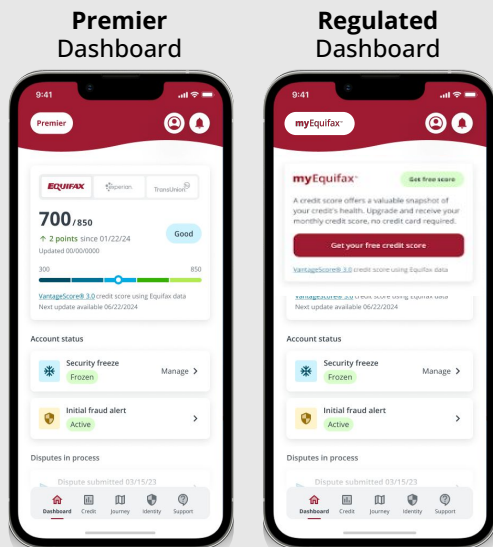 Premier
Dashboard
9:41
Premier
EQUIFAX
Experian
TransUnion
700/850
↑ 2 points since 01/22/24
Updated 00/00/0000
Good
300
850
VantageScore® 3.0 credit score using Equifax data
Next update available 06/22/2024
Account status
Security freeze
Frozen
Manage >
Initial fraud alert
Active
>
Disputes in process
Dispute submitted 03/15/23
Dashboard
Credit
Journey
Identity
Support
Regulated
Dashboard
9:41
myEquifax™
myEquifax™
Get free score
A credit score offers a valuable snapshot of
your credit's health. Upgrade and receive your
monthly credit score, no credit card required.
Get your free credit score
VantageScore® 3.0 credit score using Equifax data
VantageScore® 3.0 credit score using Equifax data
Next update available 06/22/2024
Account status
Security freeze
Frozen
Manage >
Initial fraud alert
Active
>
Disputes in process
Dispute submitted 03/15/23
Dashboard
Credit
Journey
Identity
Support